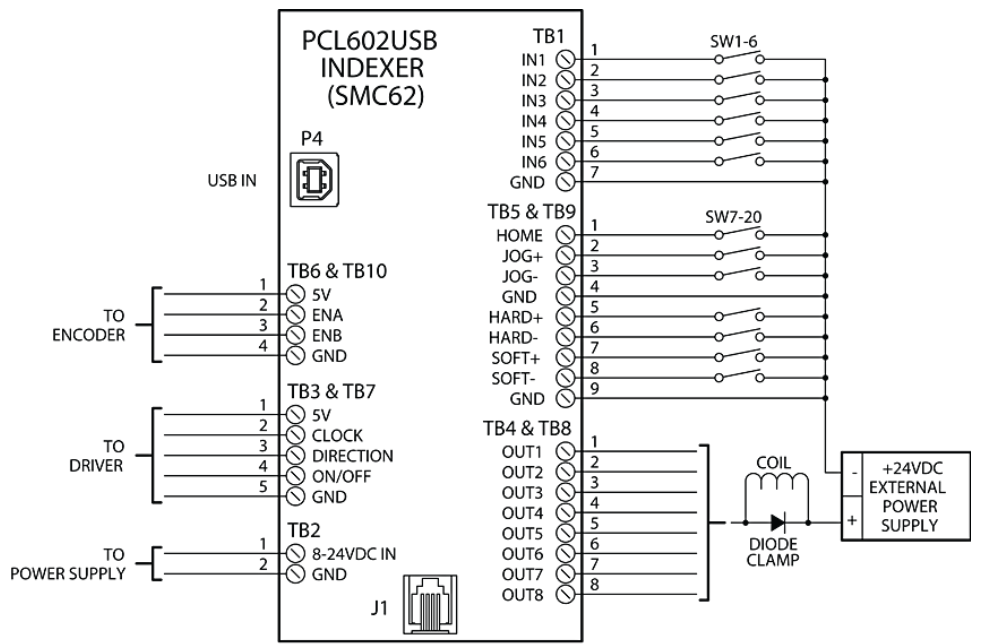 PCL602USB
INDEXER
(SMC62)
P4
USB IN
TB6 & TB10
1 5V
2 ENA
3 ENB
4 GND
TO
ENCODER
TB3 & TB7
1 5V
2 CLOCK
3 DIRECTION
4 ON/OFF
5 GND
TO
DRIVER
TB2
1 8-24VDC IN
2 GND
TO
POWER SUPPLY
J1
TB1
IN1 1
IN2 2
IN3 3
IN4 4
IN5 5
IN6 6
GND 7
SW1-6
TB5 & TB9
HOME 1
JOG+ 2
JOG- 3
GND 4
HARD+ 5
HARD- 6
SOFT+ 7
SOFT- 8
GND 9
SW7-20
TB4 & TB8
OUT1 1
OUT2 2
OUT3 3
OUT4 4
OUT5 5
OUT6 6
OUT7 7
OUT8 8
COIL
DIODE
CLAMP
-
+
+24VDC
EXTERNAL
POWER
SUPPLY